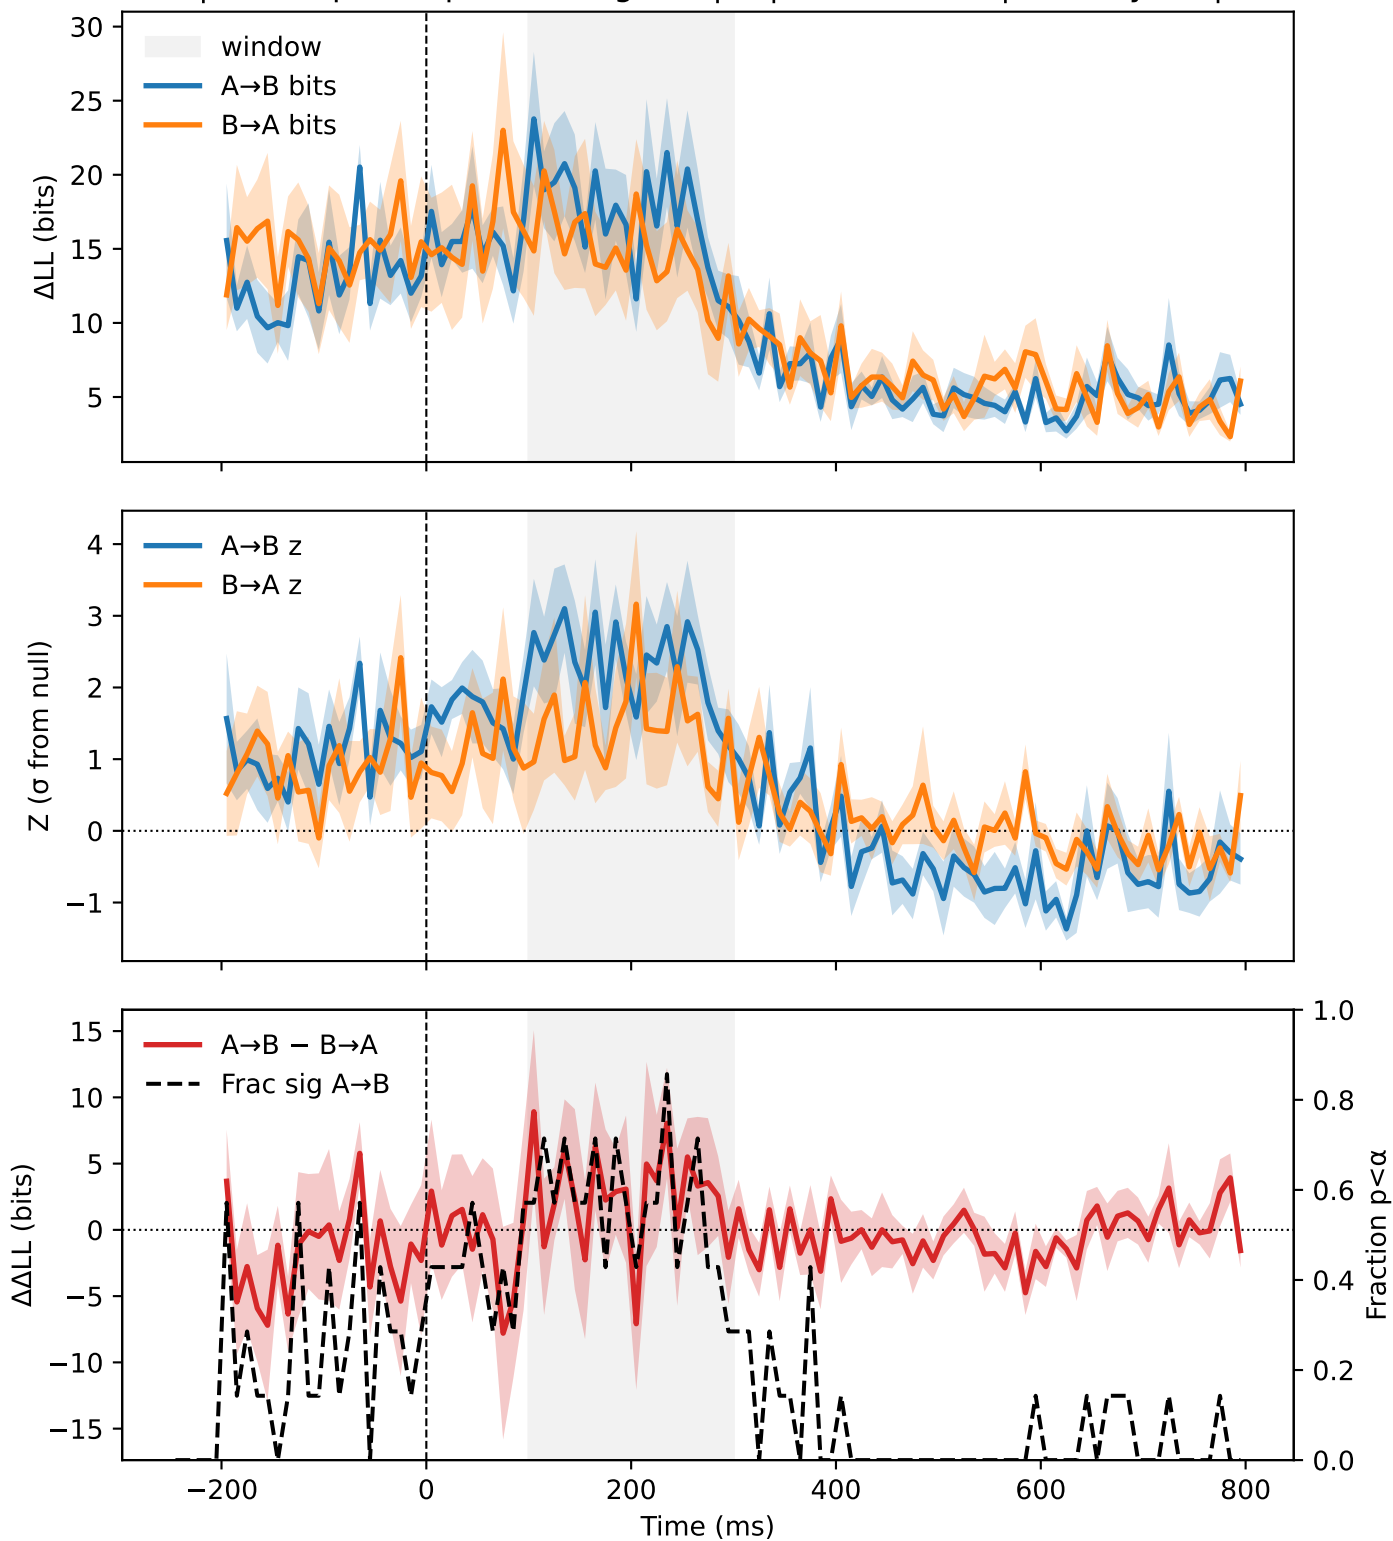 30
25
20
15
10
5
ΔLL (bits)
window
A→B bits
B→A bits
4
3
2
1
0
−1
Z (σ from null)
A→B z
B→A z
15
10
5
0
−5
−10
−15
ΔΔLL (bits)
A→B − B→A
Frac sig A→B
1.0
0.8
0.6
0.4
0.2
0.0
Fraction p<α
−200 0 200 400 600 800
Time (ms)